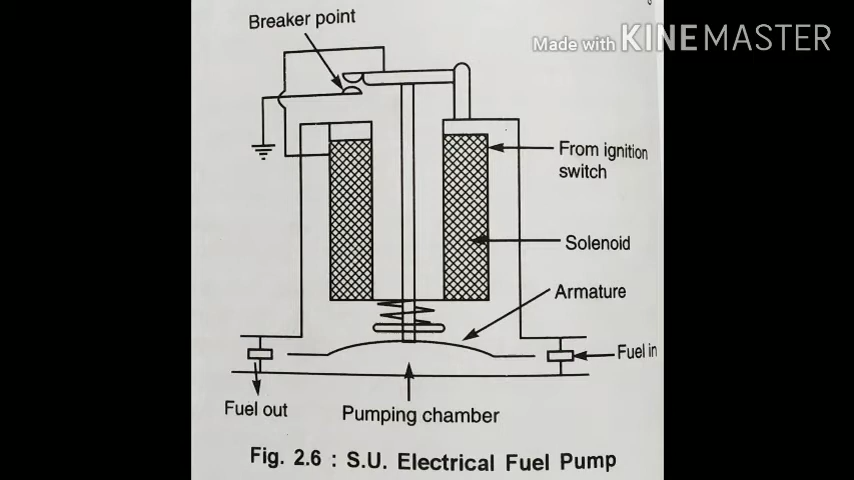 Breaker point
Made with KINEMASTER
From ignition
switch
Solenoid
Armature
Fuel in
Fuel out
Pumping chamber
Fig. 2.6 : S.U. Electrical Fuel Pump